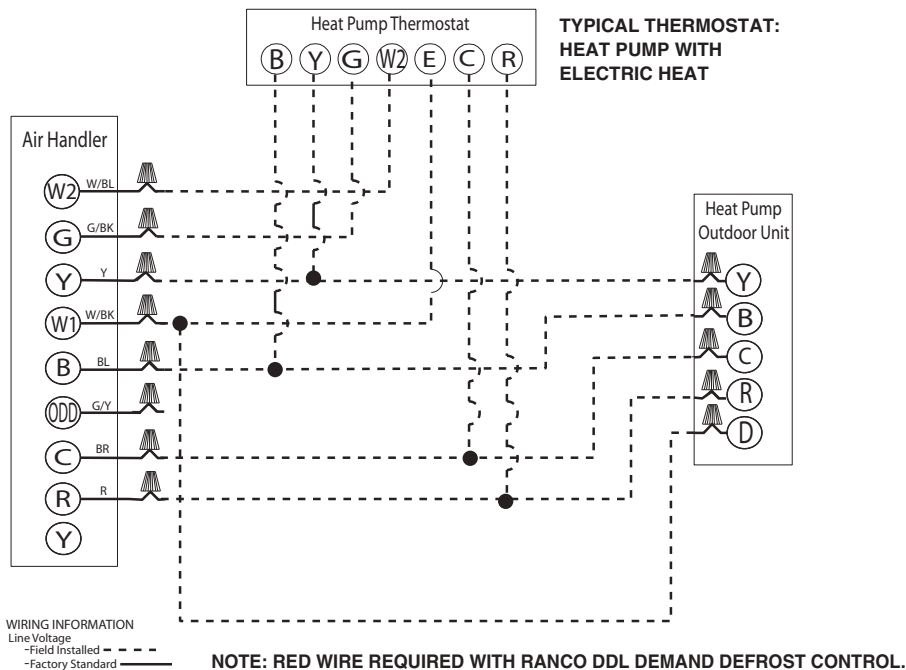 Heat Pump Thermostat
B Y G W2 E C R
TYPICAL THERMOSTAT:
HEAT PUMP WITH
ELECTRIC HEAT
Air Handler
W2 W/BL
G G/BK
Y Y
W1 W/BK
B BL
ODD G/Y
C BR
R R
Y
Heat Pump
Outdoor Unit
Y
B
C
R
D
WIRING INFORMATION
Line Voltage
-Field Installed
-Factory Standard
NOTE: RED WIRE REQUIRED WITH RANCO DDL DEMAND DEFROST CONTROL.